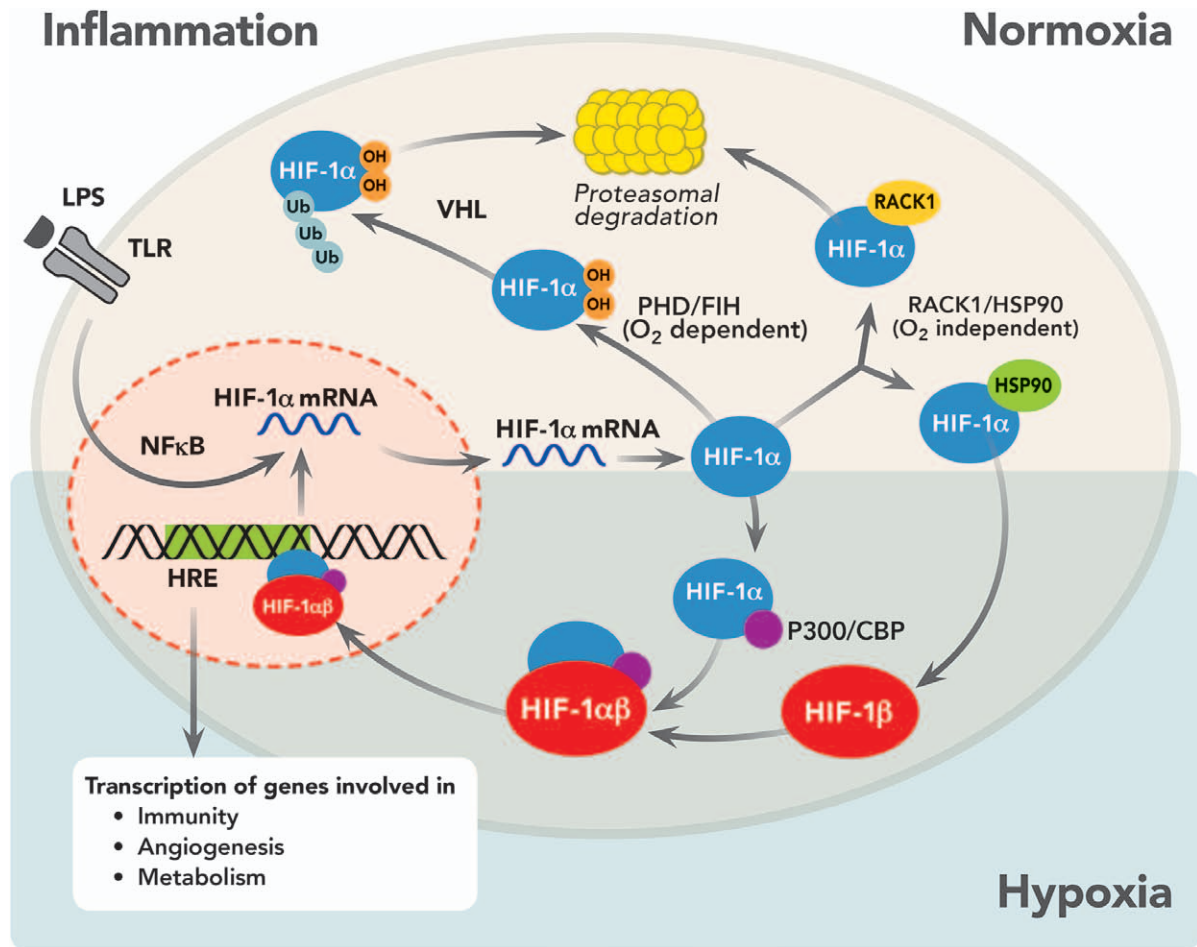 Inflammation
Normoxia
LPS
TLR
HIF-1α
OH
OH
Ub
Ub
Ub
VHL
Proteasomal
degradation
RACK1
HIF-1α
HIF-1α
OH
OH
PHD/FIH
(O₂ dependent)
RACK1/HSP90
(O₂ independent)
HSP90
HIF-1α
HIF-1α mRNA
NFκB
HIF-1α mRNA
HIF-1α
HRE
HIF-1αβ
HIF-1α
P300/CBP
HIF-1αβ
HIF-1β
Transcription of genes involved in
• Immunity
• Angiogenesis
• Metabolism
Hypoxia